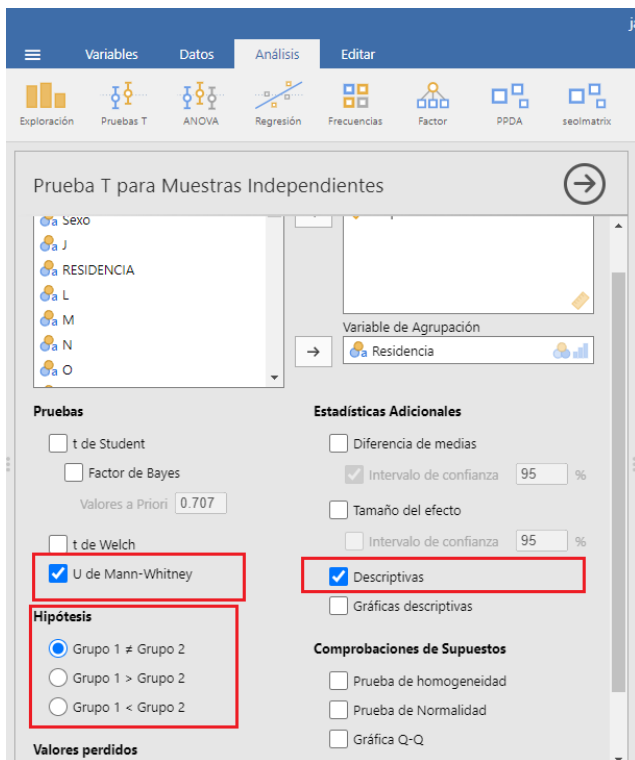 ja
Variables Datos Análisis Editar
Exploración Pruebas T ANOVA Regresión Frecuencias Factor PPDA seolmatrix
Prueba T para Muestras Independientes
a Sexo
a J
a RESIDENCIA
a L
a M
a N
a O
Variable de Agrupación
a Residencia
Pruebas
t de Student
Factor de Bayes
Valores a Priori 0.707
t de Welch
U de Mann-Whitney
Hipótesis
Grupo 1 ≠ Grupo 2
Grupo 1 > Grupo 2
Grupo 1 < Grupo 2
Valores perdidos
Estadísticas Adicionales
Diferencia de medias
Intervalo de confianza 95 %
Tamaño del efecto
Intervalo de confianza 95 %
Descriptivas
Gráficas descriptivas
Comprobaciones de Supuestos
Prueba de homogeneidad
Prueba de Normalidad
Gráfica Q-Q